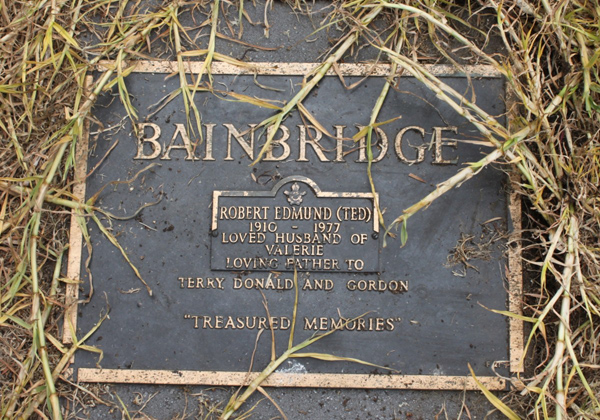 BAINBRIDGE
ROBERT EDMUND (TED)
1910 - 1977
LOVED HUSBAND OF
VALERIE
LOVING FATHER TO
TERRY DONALD AND GORDON
"TREASURED MEMORIES"